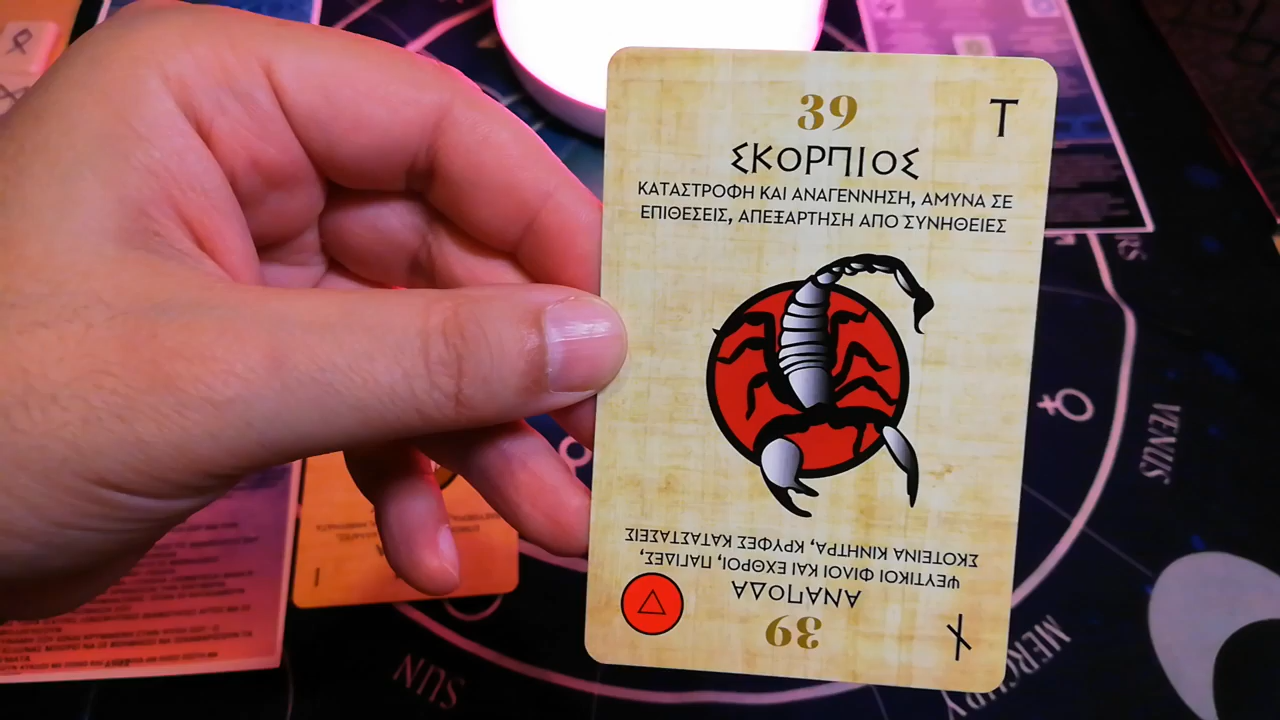 39
Τ
ΣΚΟΡΠΙΟΣ
ΚΑΤΑΣΤΡΟΦΗ ΚΑΙ ΑΝΑΓΕΝΝΗΣΗ, ΑΜΥΝΑ ΣΕ
ΕΠΙΘΕΣΕΙΣ, ΑΠΕΞΑΡΤΗΣΗ ΑΠΟ ΣΥΝΗΘΕΙΕΣ
39
ΑΝΑΠΟΔΑ
ΨΕΥΤΙΚΟΙ ΦΙΛΟΙ ΚΑΙ ΕΧΘΡΟΙ, ΠΑΓΙΔΕΣ,
ΣΚΟΤΕΙΝΑ ΚΙΝΗΤΡΑ, ΚΡΥΦΕΣ ΚΑΤΑΣΤΑΣΕΙΣ
VENUS
MERCURY
SUN